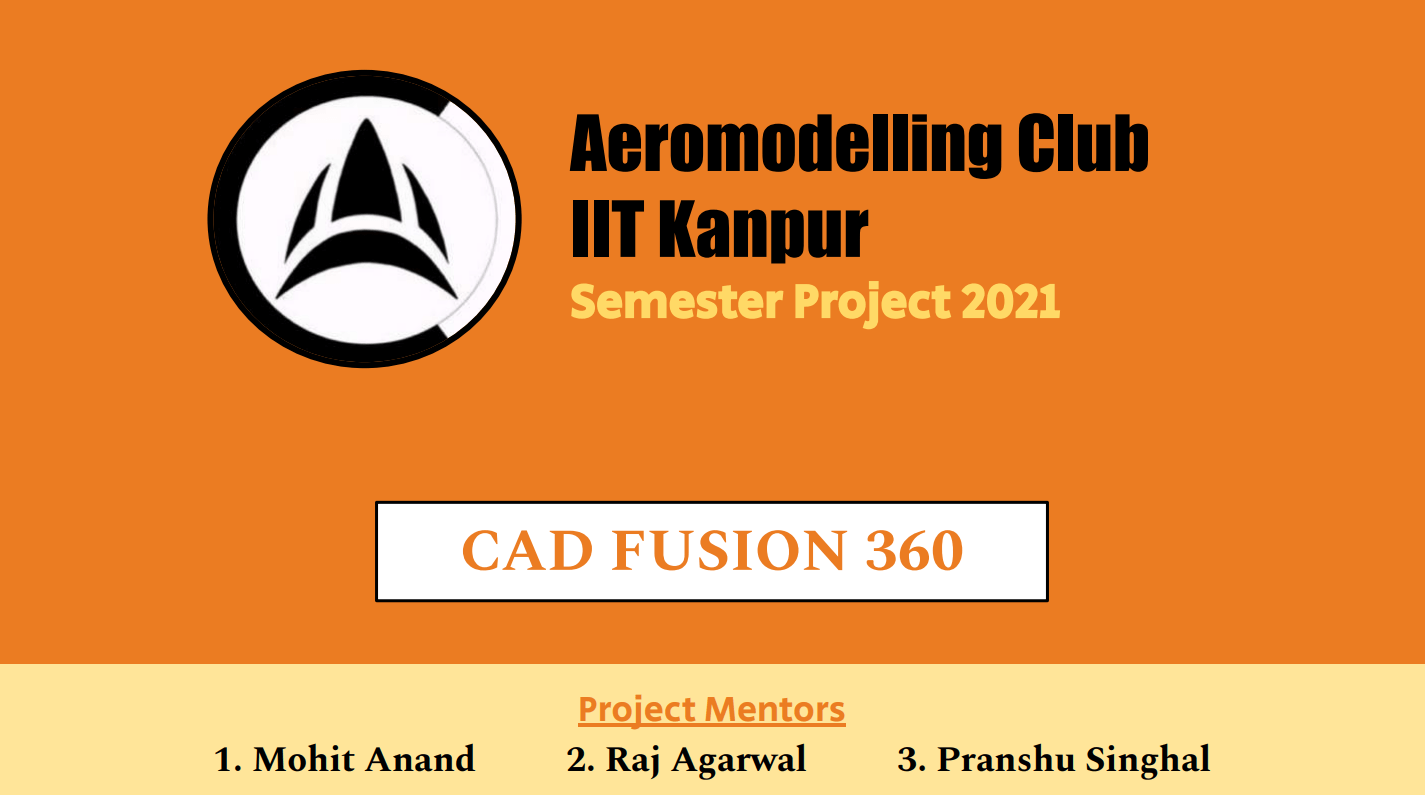 Aeromodelling Club
IIT Kanpur
Semester Project 2021
CAD FUSION 360
Project Mentors
1. Mohit Anand 2. Raj Agarwal 3. Pranshu Singhal